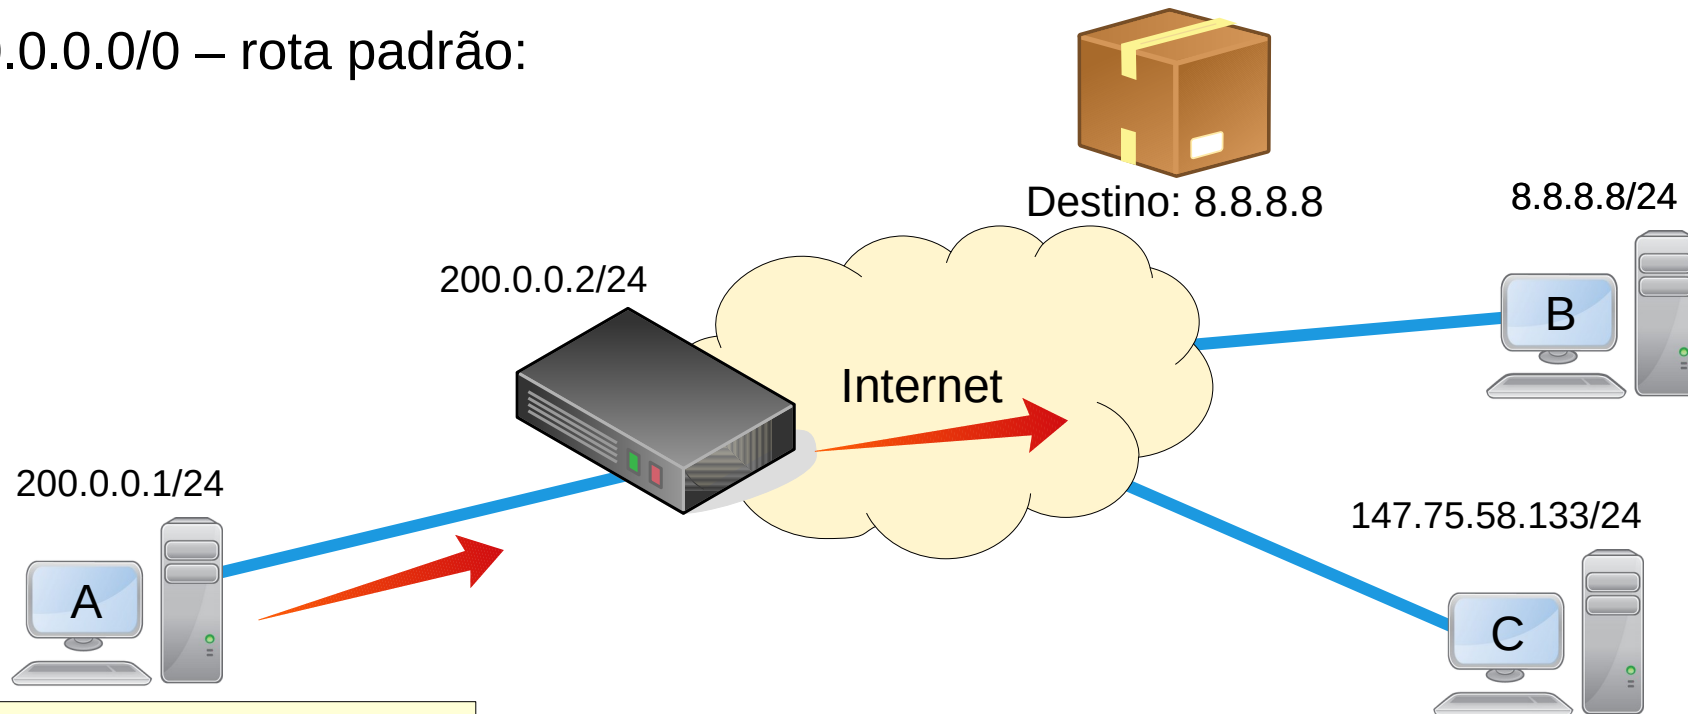 .0.0.0/0 – rota padrão:
Destino: 8.8.8.8
8.8.8.8/24
200.0.0.2/24
B
Internet
200.0.0.1/24
147.75.58.133/24
A
C